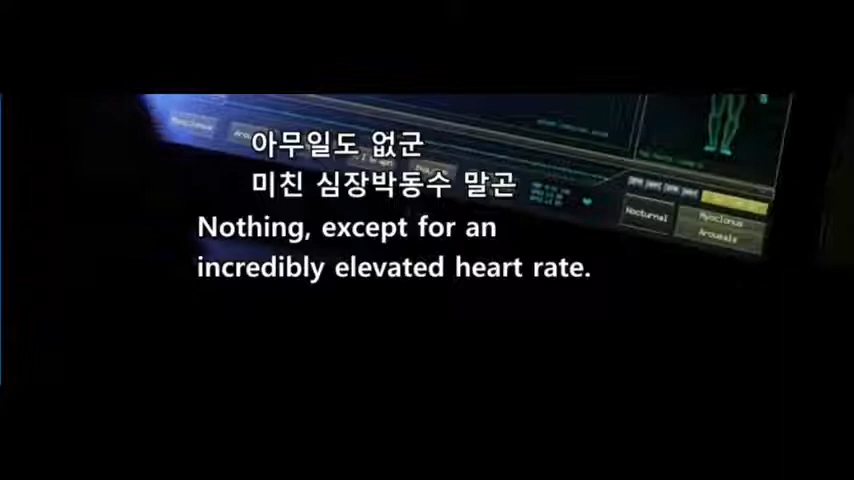 아무일도 없군
미친 심장박동수 말곤
Nothing, except for an
incredibly elevated heart rate.
Myoclonus
Nocturnal
Myoclonus
Arousals